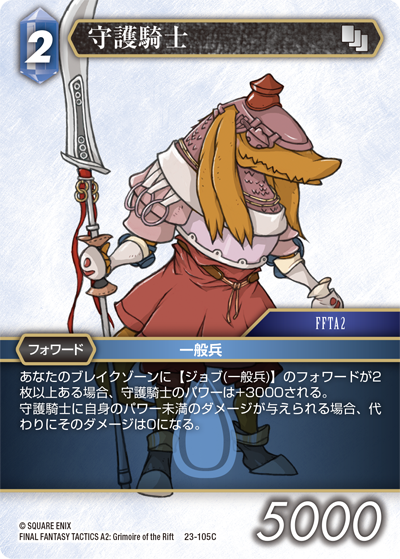 2
守護騎士
FFTA2
フォワード
一般兵
あなたのブレイクゾーンに【ジョブ(一般兵)】のフォワードが2
枚以上ある場合、守護騎士のパワーは+3000される。
守護騎士に自身のパワー未満のダメージが与えられる場合、代
わりにそのダメージは0になる。
© SQUARE ENIX
FINAL FANTASY TACTICS A2: Grimoire of the Rift 23-105C
5000